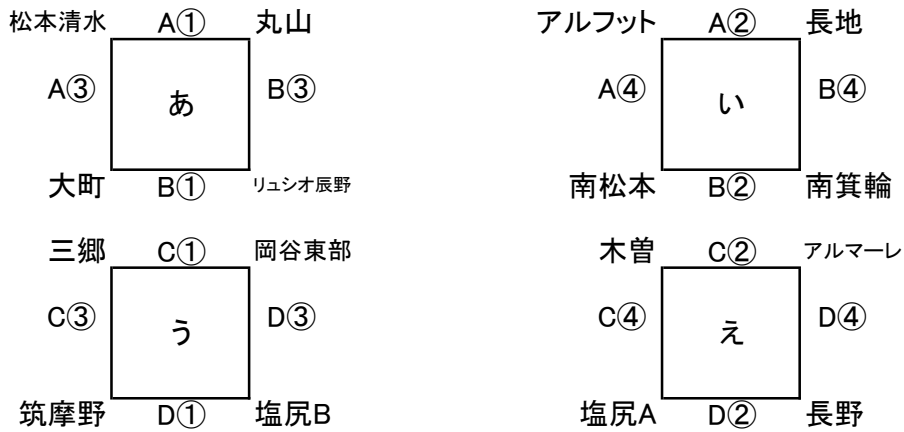 松本清水 A① 丸山 アルフット A② 長地
A③ あ B③ A④ い B④
大町 B① リュシオ辰野 南松本 B② 南箕輪
三郷 C① 岡谷東部 木曽 C② アルマーレ
C③ う D③ C④ え D④
筑摩野 D① 塩尻B 塩尻A D② 長野